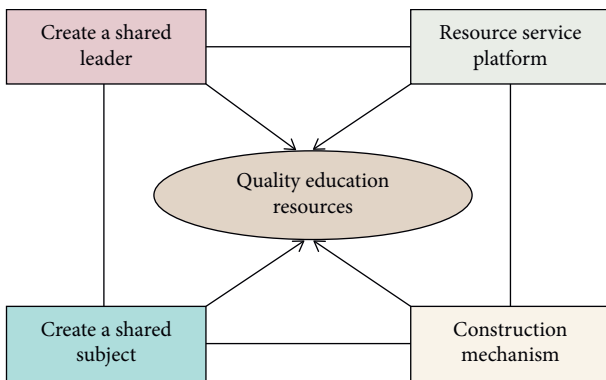 Create a shared
leader
Resource service
platform
Quality education
resources
Create a shared
subject
Construction
mechanism